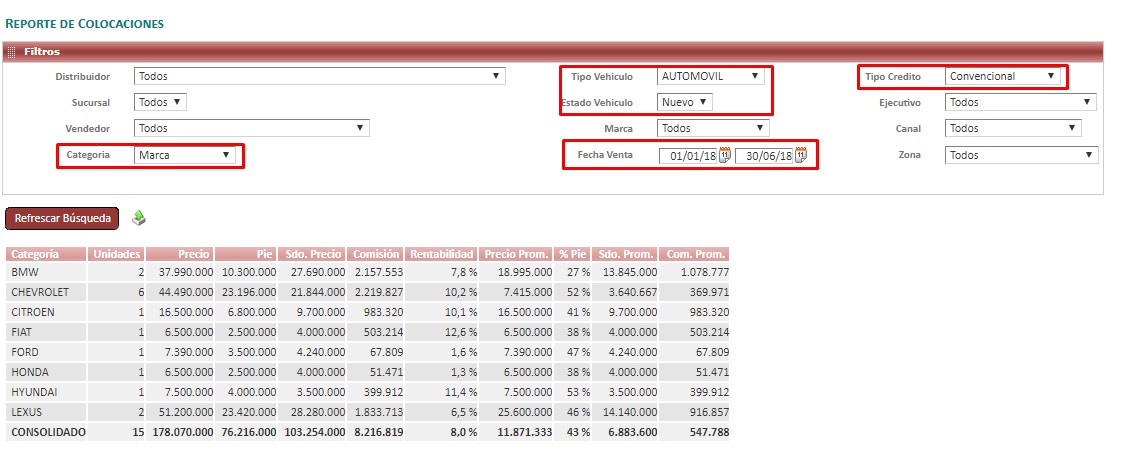 REPORTE DE COLOCACIONES
Filtros
Distribuidor Todos Tipo Vehiculo AUTOMOVIL Tipo Credito Convencional
Sucursal Todos Estado Vehiculo Nuevo Ejecutivo Todos
Vendedor Todos Marca Todos Canal Todos
Categoria Marca Fecha Venta 01/01/18 11 30/06/18 11 Zona Todos
Refrescar Búsqueda
Categoría Unidades Precio Pie Sdo. Precio Comisión Rentabilidad Precio Prom. % Pie Sdo. Prom. Com. Prom.
BMW 2 37.990.000 10.300.000 27.690.000 2.157.553 7,8 % 18.995.000 27 % 13.845.000 1.078.777
CHEVROLET 6 44.490.000 23.196.000 21.844.000 2.219.827 10,2 % 7.415.000 52 % 3.640.667 369.971
CITROEN 1 16.500.000 6.800.000 9.700.000 983.320 10,1 % 16.500.000 41 % 9.700.000 983.320
FIAT 1 6.500.000 2.500.000 4.000.000 503.214 12,6 % 6.500.000 38 % 4.000.000 503.214
FORD 1 7.390.000 3.500.000 4.240.000 67.809 1,6 % 7.390.000 47 % 4.240.000 67.809
HONDA 1 6.500.000 2.500.000 4.000.000 51.471 1,3 % 6.500.000 38 % 4.000.000 51.471
HYUNDAI 1 7.500.000 4.000.000 3.500.000 399.912 11,4 % 7.500.000 53 % 3.500.000 399.912
LEXUS 2 51.200.000 23.420.000 28.280.000 1.833.713 6,5 % 25.600.000 46 % 14.140.000 916.857
CONSOLIDADO 15 178.070.000 76.216.000 103.254.000 8.216.819 8,0 % 11.871.333 43 % 6.883.600 547.788